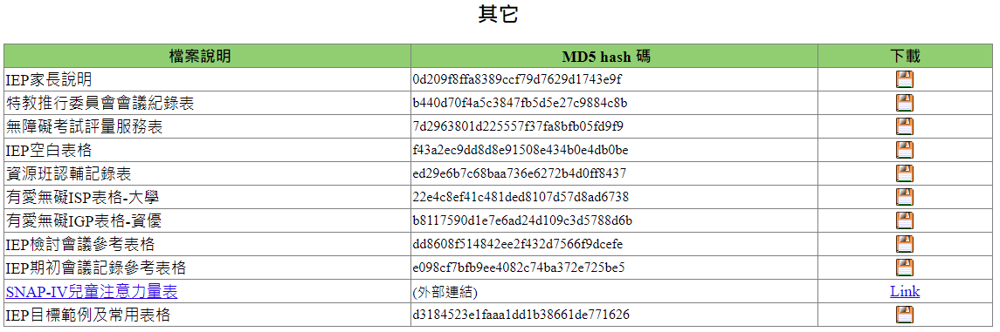 其它
檔案說明 MD5 hash 碼 下載
IEP家長說明 0d209f8ffa8389ccf79d7629d1743e9f
特教推行委員會會議紀錄表 b440d70f4a5c3847fb5d5e27c9884c8b
無障礙考試評量服務表 7d2963801d225557f37fa8bfb05fd9f9
IEP空白表格 f43a2ec9dd8d8e91508e434b0e4db0be
資源班認輔記錄表 ed29e6b7c68baa736e6272b4d0ff8437
有愛無礙ISP表格-大學 22e4c8ef41c481ded8107d57d8ad6738
有愛無礙IGP表格-資優 b8117590d1e7e6ad24d109c3d5788d6b
IEP檢討會議參考表格 dd8608f514842ee2f432d7566f9dcefe
IEP期初會議記錄參考表格 e098cf7bfb9ee4082c74ba372e725be5
SNAP-IV兒童注意力量表 (外部連結) Link
IEP目標範例及常用表格 d3184523e1faaa1dd1b38661de771626